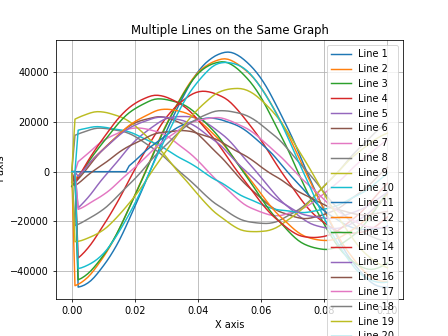 Multiple Lines on the Same Graph
40000
20000
0
−20000
−40000
0.00
0.02
0.04
0.06
0.08
X axis
Line 1
Line 2
Line 3
Line 4
Line 5
Line 6
Line 7
Line 8
Line 9
Line 10
Line 11
Line 12
Line 13
Line 14
Line 15
Line 16
Line 17
Line 18
Line 19